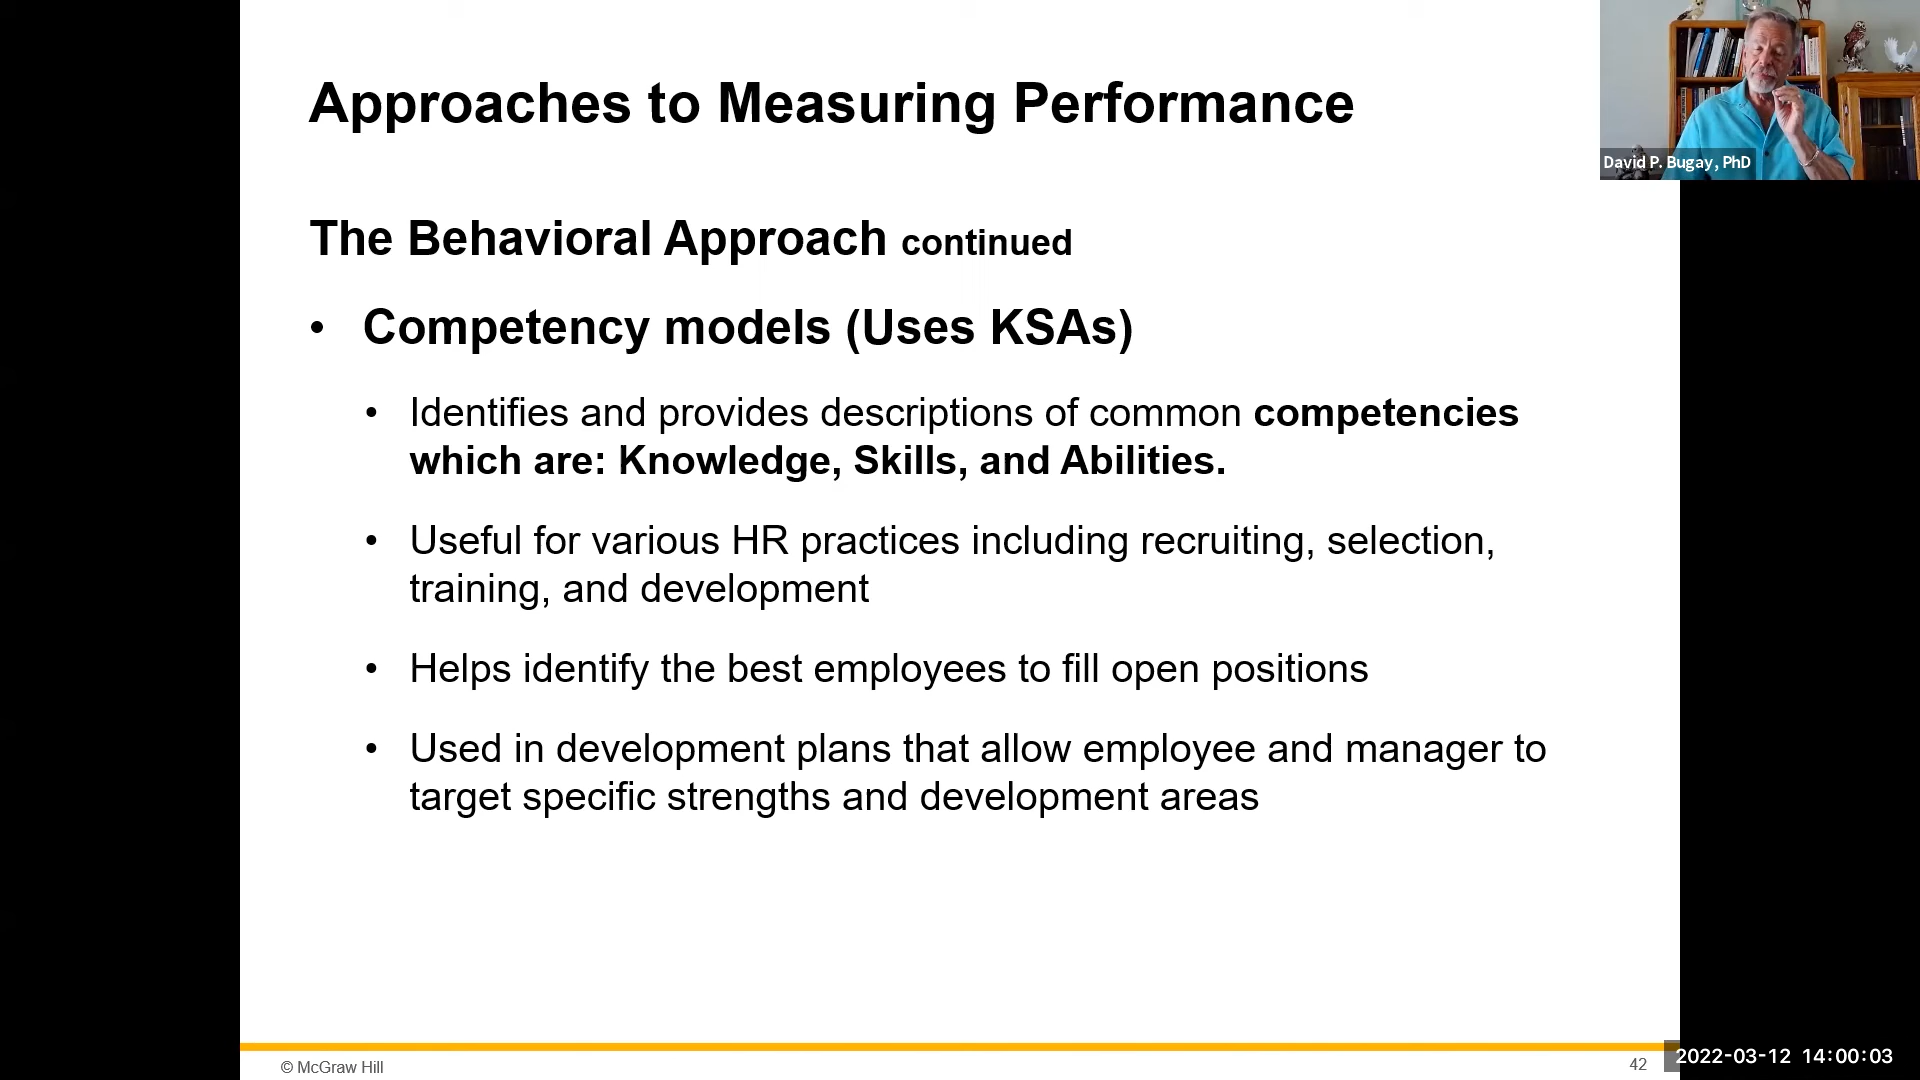 Approaches to Measuring Performance
David P. Bugay, PhD
The Behavioral Approach continued
• Competency models (Uses KSAs)
• Identifies and provides descriptions of common competencies
which are: Knowledge, Skills, and Abilities.
• Useful for various HR practices including recruiting, selection,
training, and development
• Helps identify the best employees to fill open positions
• Used in development plans that allow employee and manager to
target specific strengths and development areas
© McGraw Hill
42
2022-03-12 14:00:03